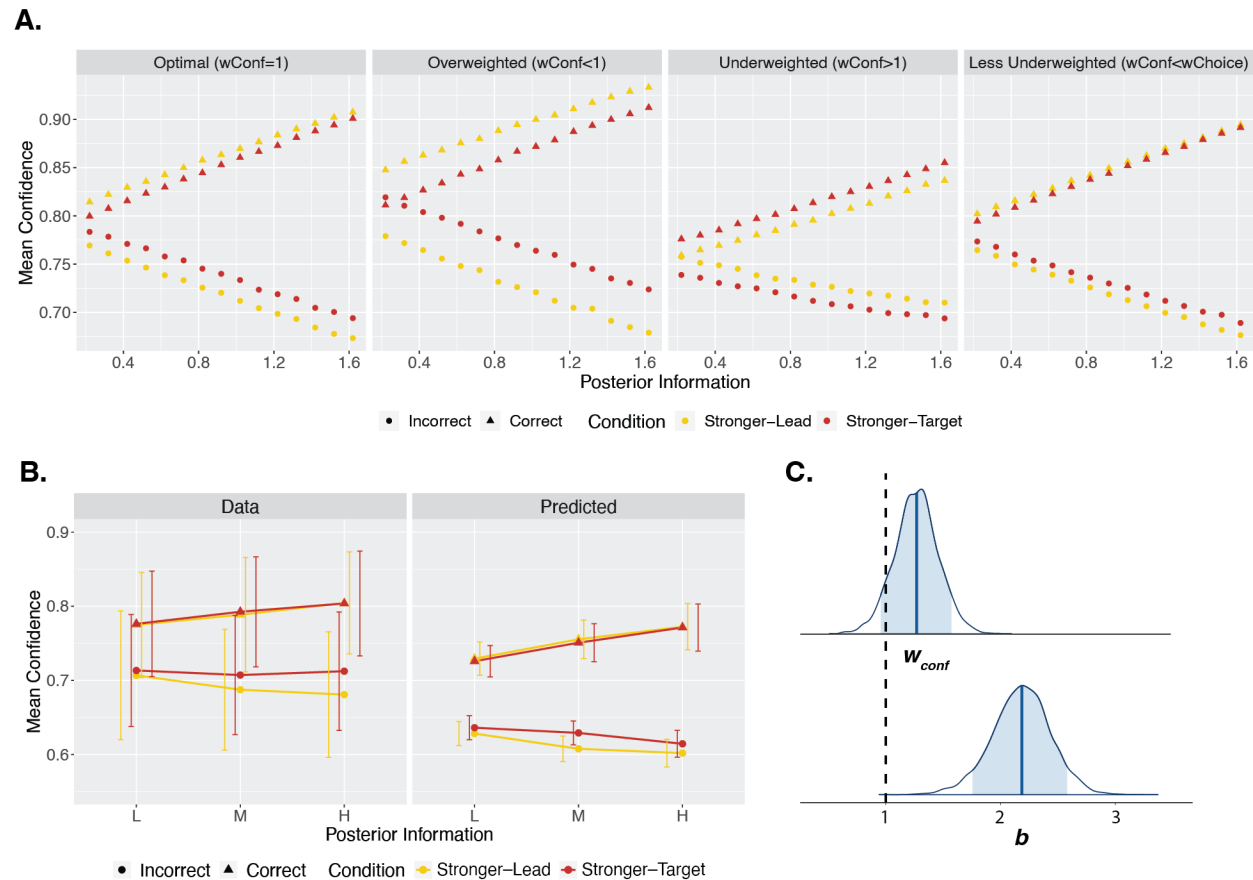 A.
Optimal (wConf=1) Overweighted (wConf<1) Underweighted (wConf>1) Less Underweighted (wConf<wChoice)
Mean Confidence
0.90
0.85
0.80
0.75
0.70
0.4 0.8 1.2 1.6 0.4 0.8 1.2 1.6 0.4 0.8 1.2 1.6 0.4 0.8 1.2 1.6
Posterior Information
Incorrect Correct Condition Stronger–Lead Stronger–Target
B.
Data Predicted
Mean Confidence
0.9
0.8
0.7
0.6
L M H L M H
Posterior Information
Incorrect Correct Condition Stronger–Lead Stronger–Target
C.
w conf
1 2 3
b